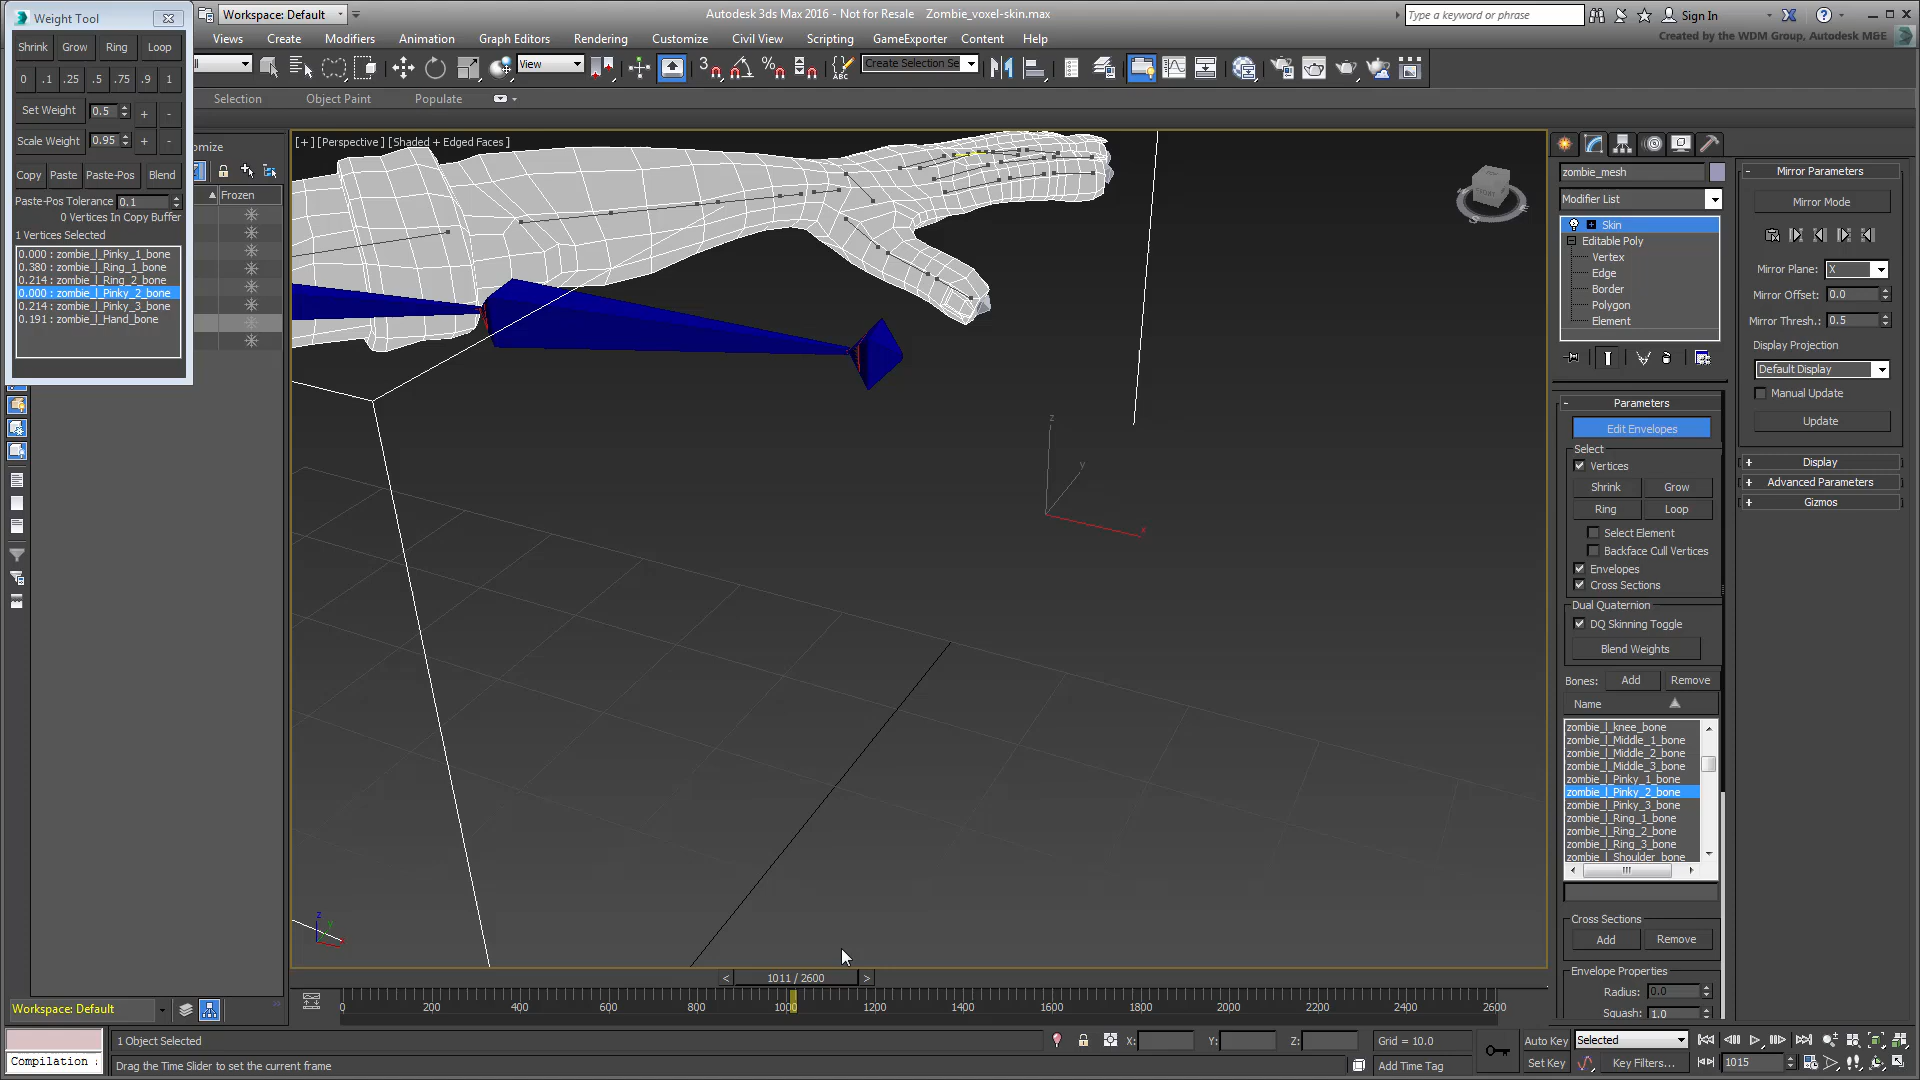 Weight Tool
Workspace: Default
Autodesk 3ds Max 2016 - Not for Resale    Zombie_voxel-skin.max
Type a keyword or phrase
Sign In
Created by the WDM Group, Autodesk M&E
Views
Create
Modifiers
Animation
Graph Editors
Rendering
Customize
Civil View
Scripting
GameExporter
Content
Help
Shrink
Grow
Ring
Loop
0
.1
.25
.5
.75
.9
1
View
Create Selection Se
Selection
Object Paint
Populate
Set Weight
0.5
+
-
Scale Weight
0.95
+
-
Copy
Paste
Paste-Pos
Blend
Paste-Pos Tolerance
0.1
0 Vertices In Copy Buffer
1 Vertices Selected
0.000 : zombie_l_Pinky_1_bone
0.380 : zombie_l_Ring_1_bone
0.214 : zombie_l_Ring_2_bone
0.000 : zombie_l_Pinky_2_bone
0.214 : zombie_l_Pinky_3_bone
0.191 : zombie_l_Hand_bone
omize
Frozen
[+] [Perspective] [Shaded + Edged Faces]
z
y
x
z
y
zombie_mesh
Modifier List
Skin
Editable Poly
Vertex
Edge
Border
Polygon
Element
Parameters
Edit Envelopes
Select
Vertices
Shrink
Grow
Ring
Loop
Select Element
Backface Cull Vertices
Envelopes
Cross Sections
Dual Quaternion
DQ Skinning Toggle
Blend Weights
Bones:
Add
Remove
Name
zombie_l_knee_bone
zombie_l_Middle_1_bone
zombie_l_Middle_2_bone
zombie_l_Middle_3_bone
zombie_l_Pinky_1_bone
zombie_l_Pinky_2_bone
zombie_l_Pinky_3_bone
zombie_l_Ring_1_bone
zombie_l_Ring_2_bone
zombie_l_Ring_3_bone
zombie_l_Shoulder_bone
Cross Sections
Add
Remove
Envelope Properties
Radius:
0.0
Squash:
1.0
Mirror Parameters
Mirror Mode
Mirror Plane:
X
Mirror Offset:
0.0
Mirror Thresh.:
0.5
Display Projection
Default Display
Manual Update
Update
Display
Advanced Parameters
Gizmos
<
1011 / 2600
>
0
200
400
600
800
1000
1200
1400
1600
1800
2000
2200
2400
2600
Workspace: Default
Compilation :
1 Object Selected
Drag the Time Slider to set the current frame
X:
Y:
Z:
Grid = 10.0
Add Time Tag
Auto Key
Selected
Set Key
Key Filters...
1015